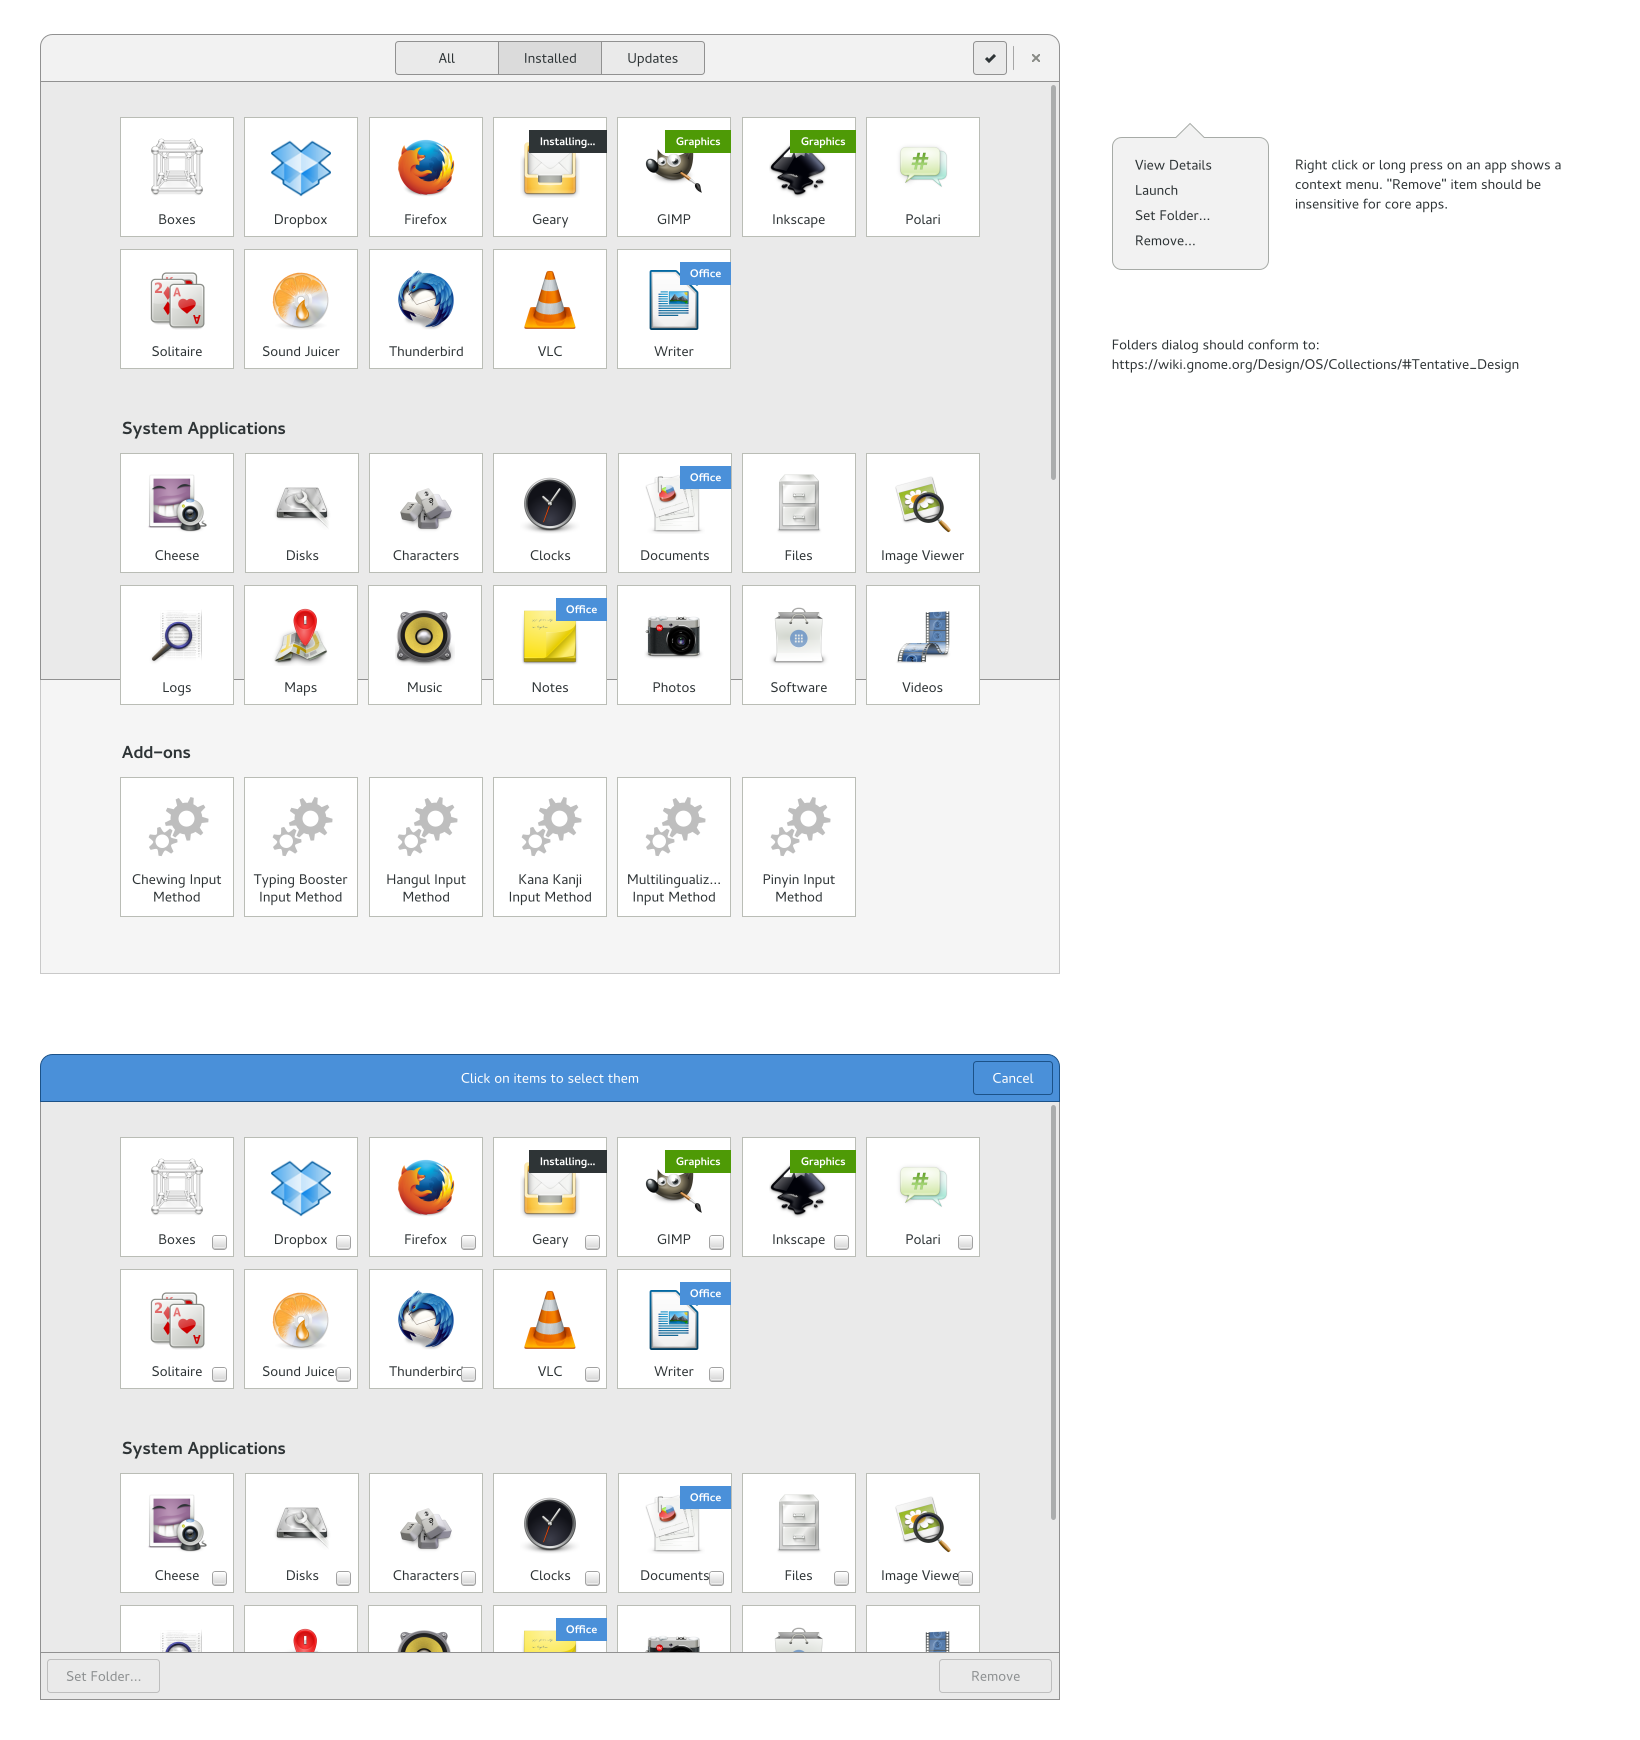 All Installed Updates
Installing...
Graphics
Graphics
Boxes Dropbox Firefox Geary GIMP Inkscape Polari
Office
Solitaire Sound Juicer Thunderbird VLC Writer
System Applications
Office
Cheese Disks Characters Clocks Documents Files Image Viewer
Office
Logs Maps Music Notes Photos Software Videos
Add-ons
Chewing Input Method
Typing Booster Input Method
Hangul Input Method
Kana Kanji Input Method
Multilingualiz... Input Method
Pinyin Input Method
View Details
Launch
Set Folder...
Remove...
Right click or long press on an app shows a
context menu. "Remove" item should be
insensitive for core apps.
Folders dialog should conform to:
https://wiki.gnome.org/Design/OS/Collections/#Tentative_Design
Click on items to select them Cancel
Installing...
Graphics
Graphics
Boxes Dropbox Firefox Geary GIMP Inkscape Polari
Office
Solitaire Sound Juicer Thunderbird VLC Writer
System Applications
Office
Cheese Disks Characters Clocks Documents Files Image Viewe
Office
Set Folder... Remove